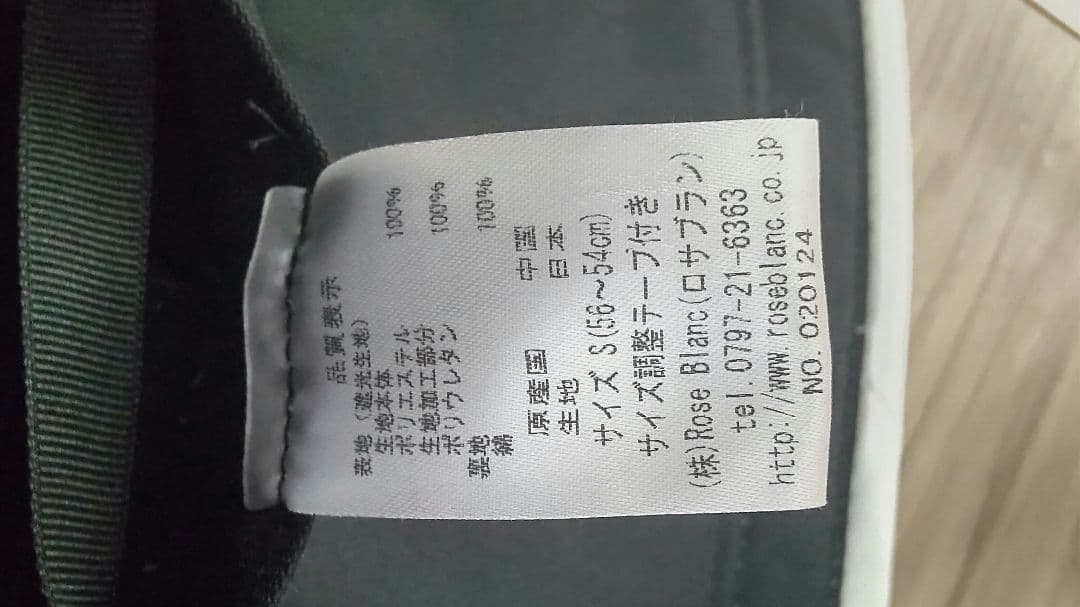 品質表示
表地(遮光生地)
生地本体
ポリエステル 100%
生地加工部分
ポリウレタン 100%
裏地
綿 100%
原産国 中国
生地 日本
サイズ S(56~54cm)
サイズ調整テープ付き
(株)Rose Blanc(ロサブラン)
tel.0797-21-6363
http://www.roseblanc.co.jp
NO. 020124